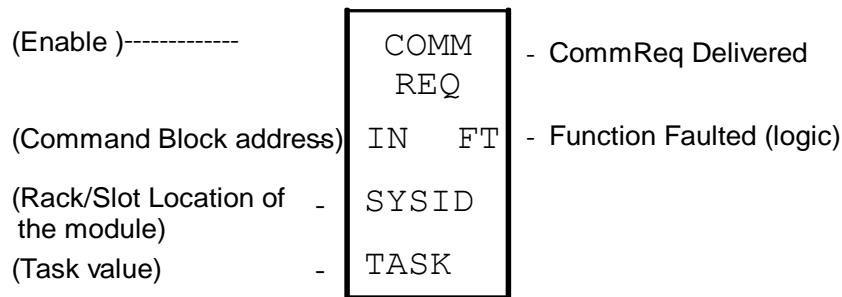 (Enable )------------- COMM - CommReq Delivered
REQ
(Command Block address) - IN FT - Function Faulted (logic)
(Rack/Slot Location of - SYSID
the module)
(Task value) - TASK